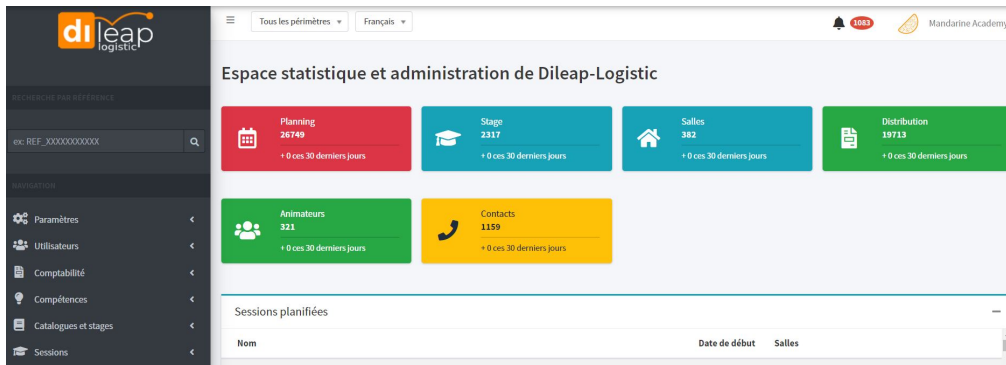 dileap
logistic
Tous les périmètres
Français
1083
Mandarine Academy
Espace statistique et administration de Dileap-Logistic
RECHERCHE PAR RÉFÉRENCE
ex: REF_XXXXXXXXXXX
NAVIGATION
Paramètres
Utilisateurs
Comptabilité
Compétences
Catalogues et stages
Sessions
Planning
26749
+ 0 ces 30 derniers jours
Stage
2317
+ 0 ces 30 derniers jours
Salles
382
+ 0 ces 30 derniers jours
Distribution
19713
+ 0 ces 30 derniers jours
Animateurs
321
+ 0 ces 30 derniers jours
Contacts
1159
+ 0 ces 30 derniers jours
Sessions planifiées
Nom
Date de début
Salles